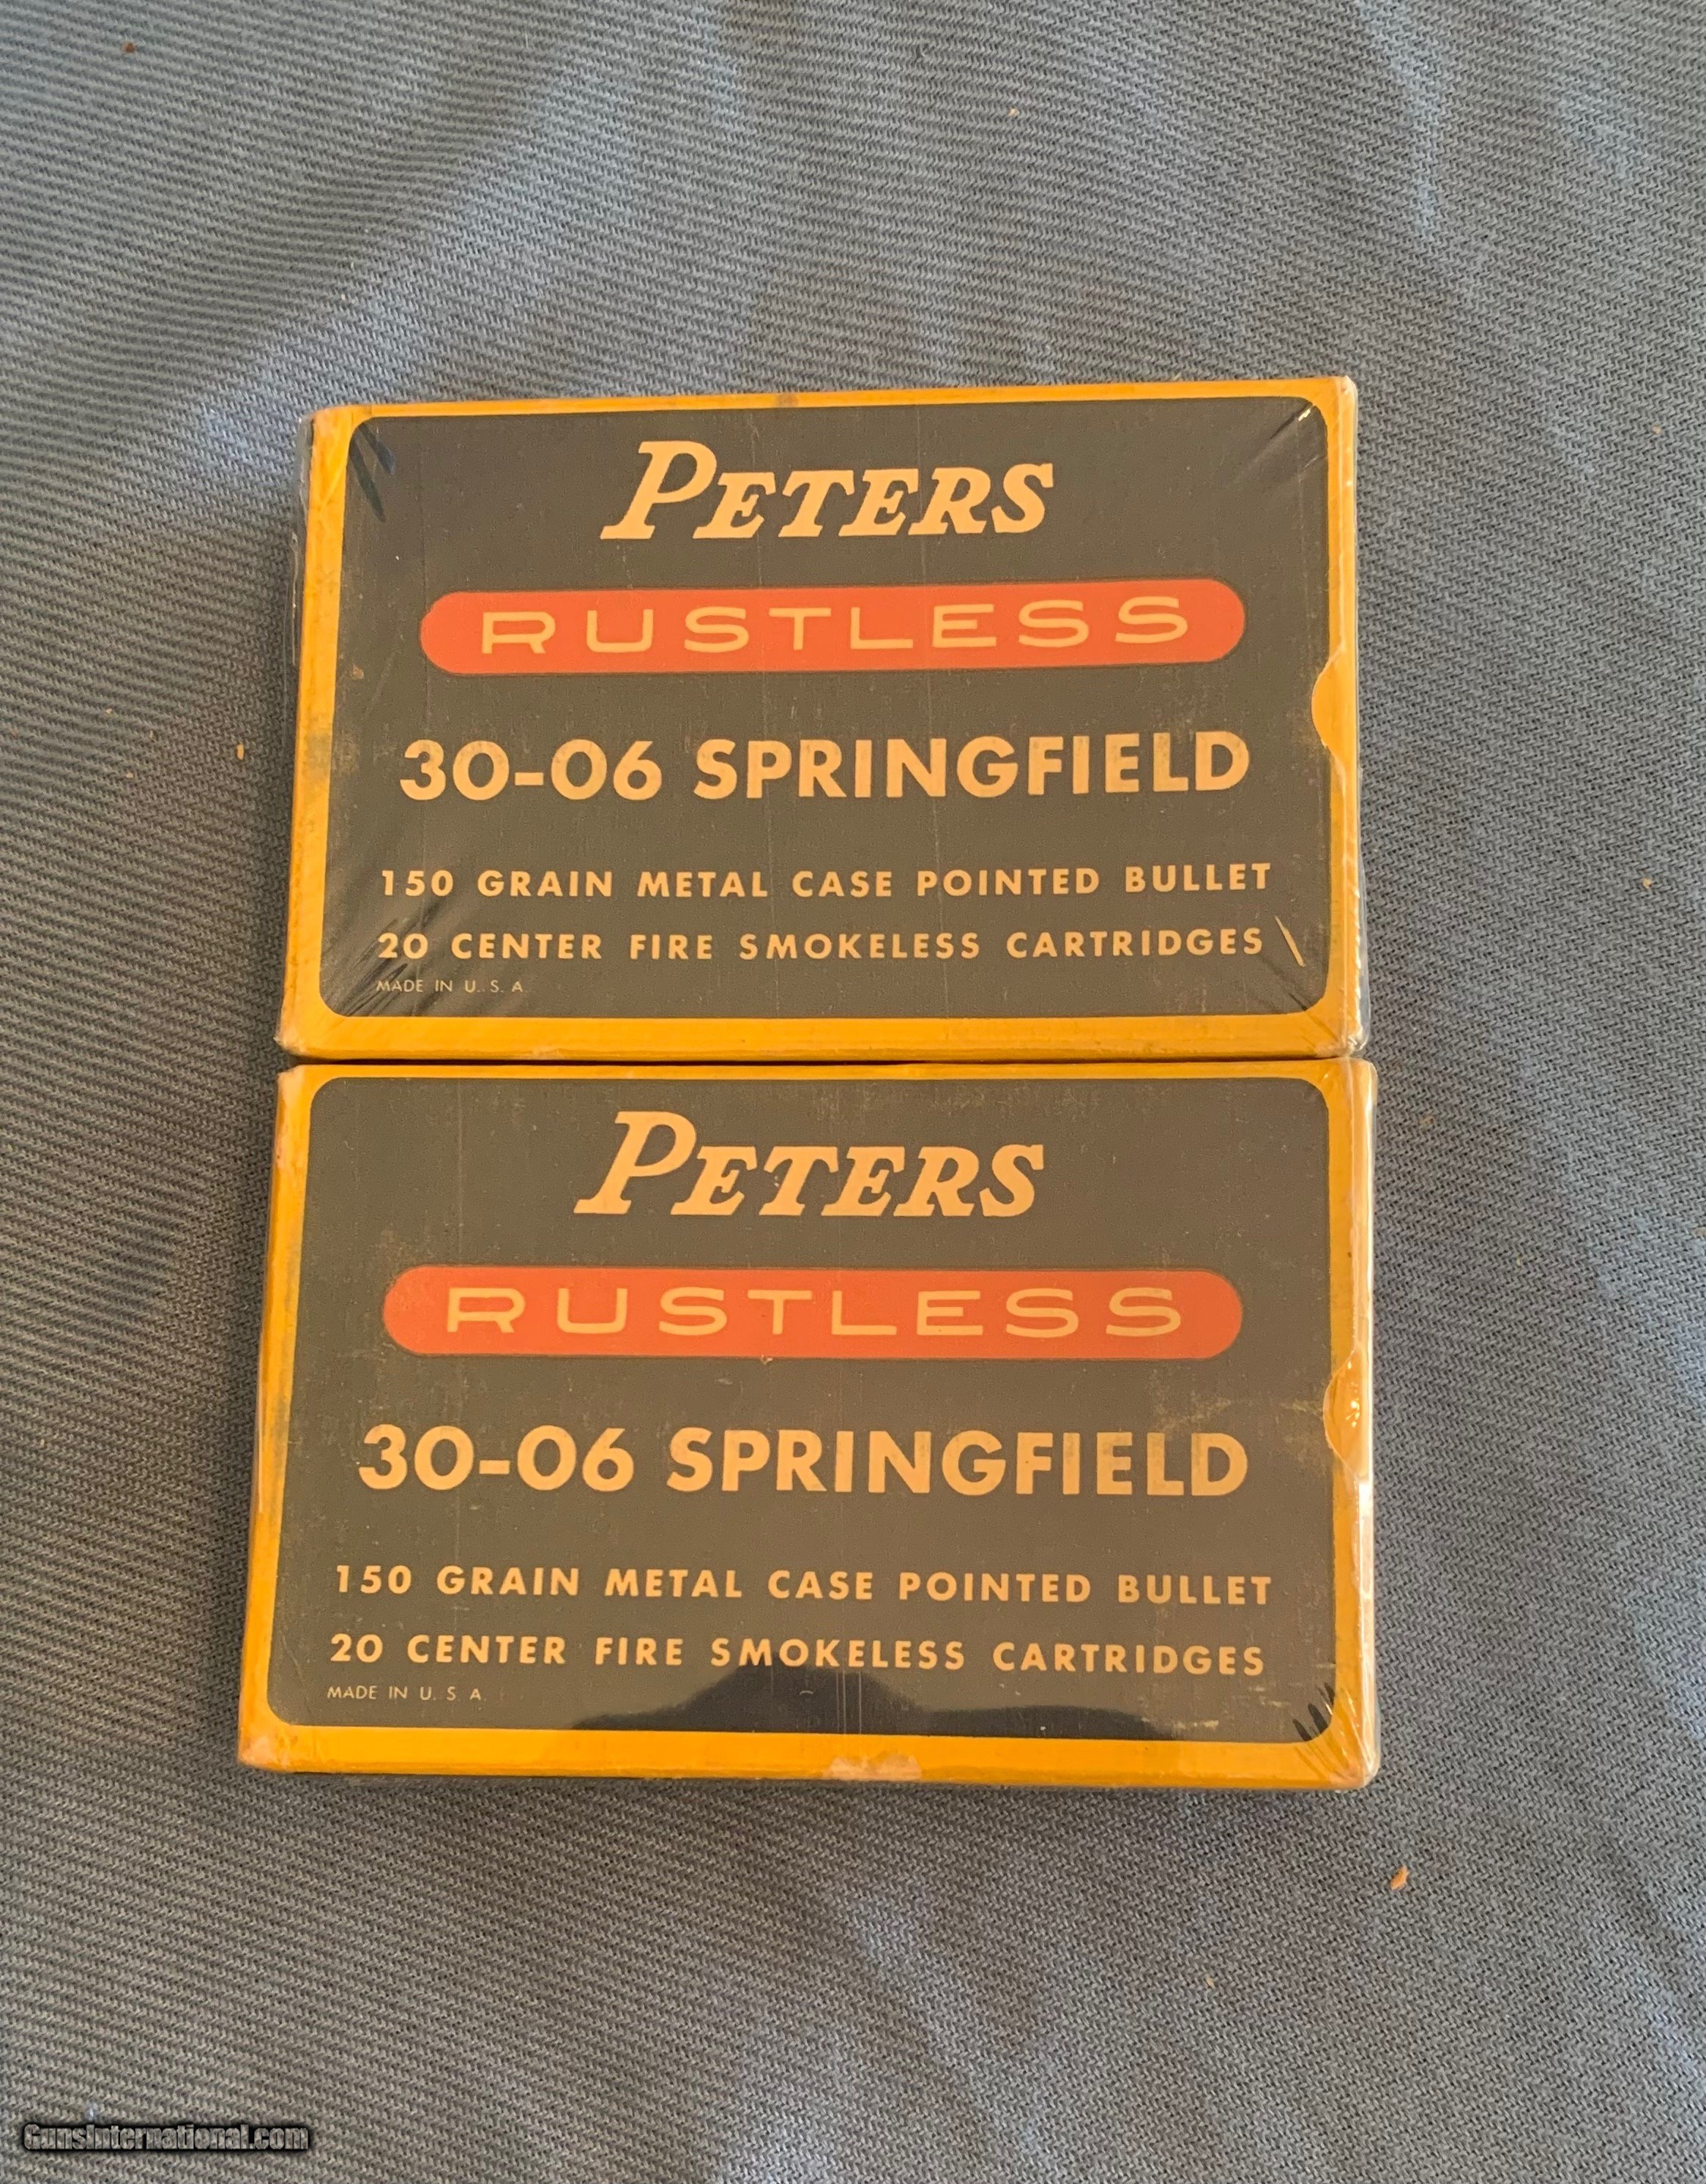 PETERS
RUSTLESS
30-06 SPRINGFIELD
150 GRAIN METAL CASE POINTED BULLET
20 CENTER FIRE SMOKELESS CARTRIDGES
MADE IN U. S. A.
PETERS
RUSTLESS
30-06 SPRINGFIELD
150 GRAIN METAL CASE POINTED BULLET
20 CENTER FIRE SMOKELESS CARTRIDGES
MADE IN U. S. A.
GunsInternational.com